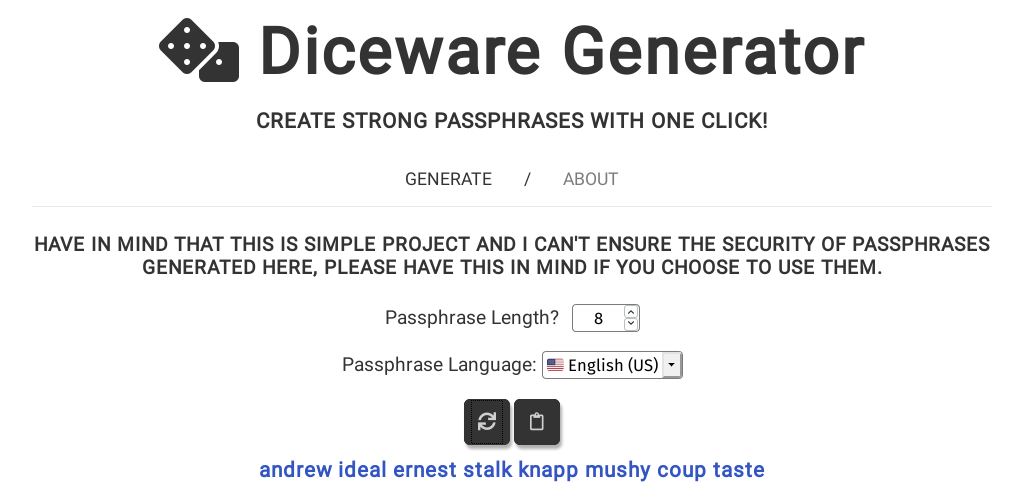 Diceware Generator
CREATE STRONG PASSPHRASES WITH ONE CLICK!
GENERATE / ABOUT
HAVE IN MIND THAT THIS IS SIMPLE PROJECT AND I CAN'T ENSURE THE SECURITY OF PASSPHRASES
GENERATED HERE, PLEASE HAVE THIS IN MIND IF YOU CHOOSE TO USE THEM.
Passphrase Length? 8
Passphrase Language: English (US)
andrew ideal ernest stalk knapp mushy coup taste